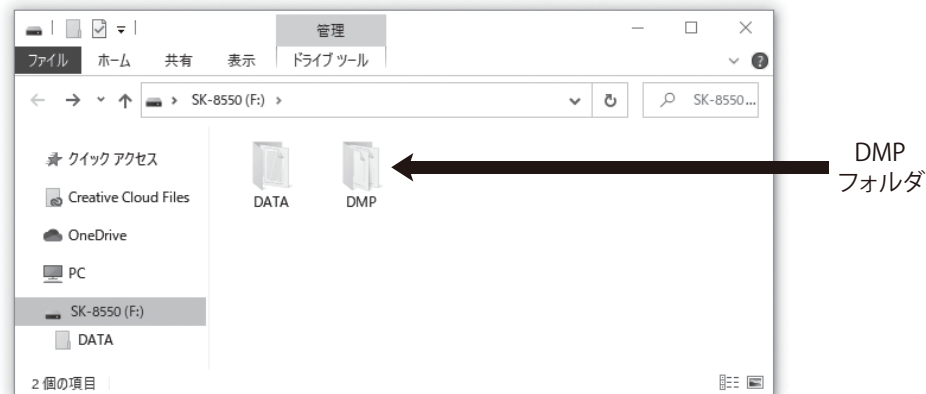 管理
ファイル ホーム 共有 表示 ドライブ ツール
SK-8550 (F:)
SK-8550...
クイック アクセス
Creative Cloud Files
OneDrive
PC
SK-8550 (F:)
DATA
DATA
DMP
DMP
フォルダ
2 個の項目